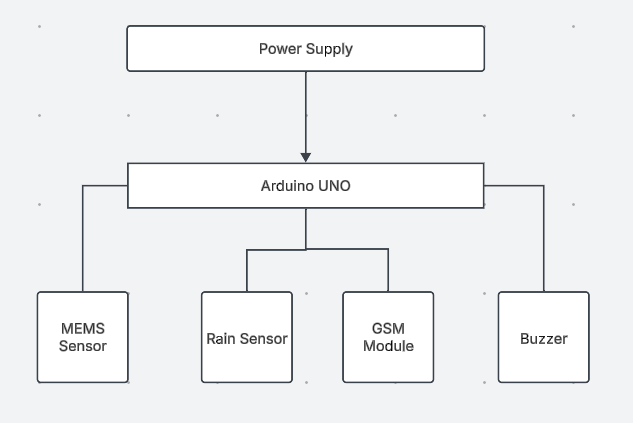 Power Supply
Arduino UNO
MEMS
Sensor
Rain Sensor
GSM
Module
Buzzer